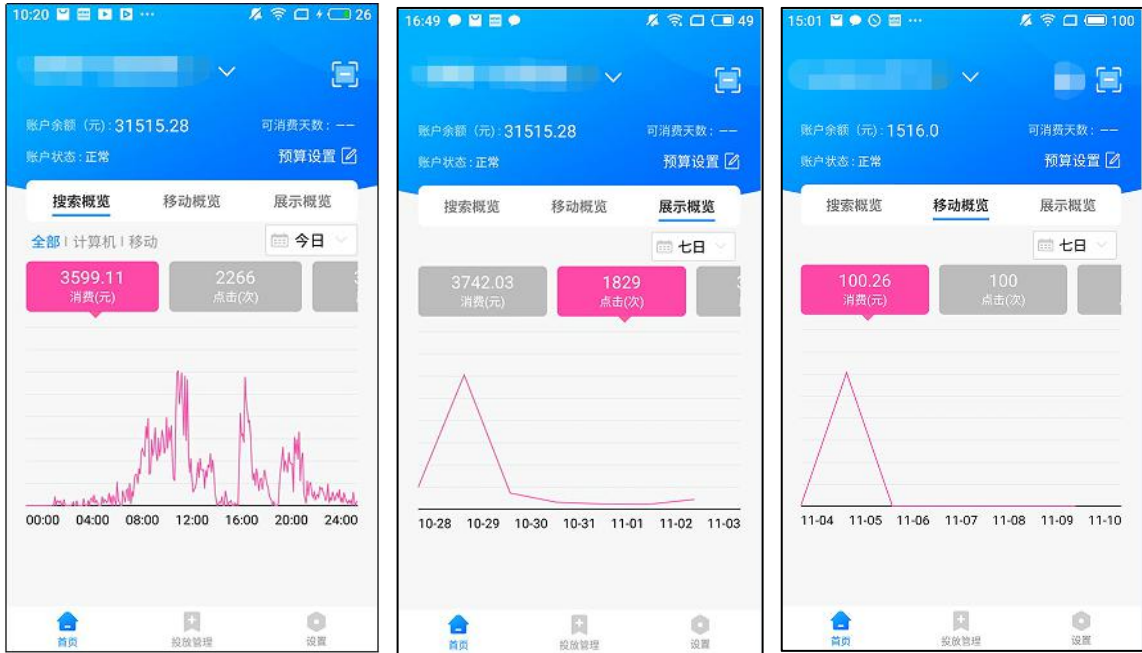 10:20 26
账户余额（元）: 31515.28 可消费天数: ——
账户状态 : 正常 预算设置
搜索概览 移动概览 展示概览
全部 | 计算机 | 移动 今日
3599.11 2266
消费(元) 点击(次)
00:00 04:00 08:00 12:00 16:00 20:00 24:00
首页 投放管理 设置
16:49 49
账户余额（元）: 31515.28 可消费天数: ——
账户状态 : 正常 预算设置
搜索概览 移动概览 展示概览
七日
3742.03 1829
消费(元) 点击(次)
10-28 10-29 10-30 10-31 11-01 11-02 11-03
首页 投放管理 设置
15:01 100
账户余额（元）: 1516.0 可消费天数: ——
账户状态 : 正常 预算设置
搜索概览 移动概览 展示概览
七日
100.26 100
消费(元) 点击(次)
11-04 11-05 11-06 11-07 11-08 11-09 11-10
首页 投放管理 设置